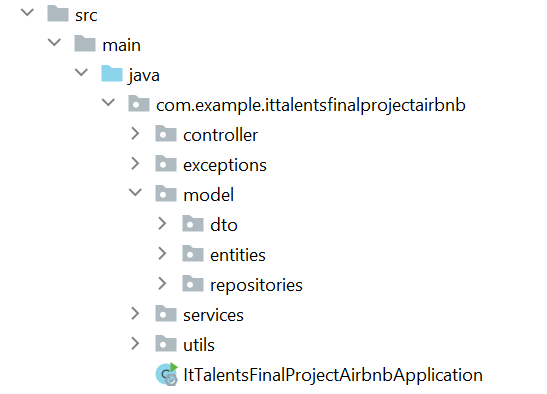 src
main
java
com.example.ittalentsfinalprojectairbnb
controller
exceptions
model
dto
entities
repositories
services
utils
ItTalentsFinalProjectAirbnbApplication